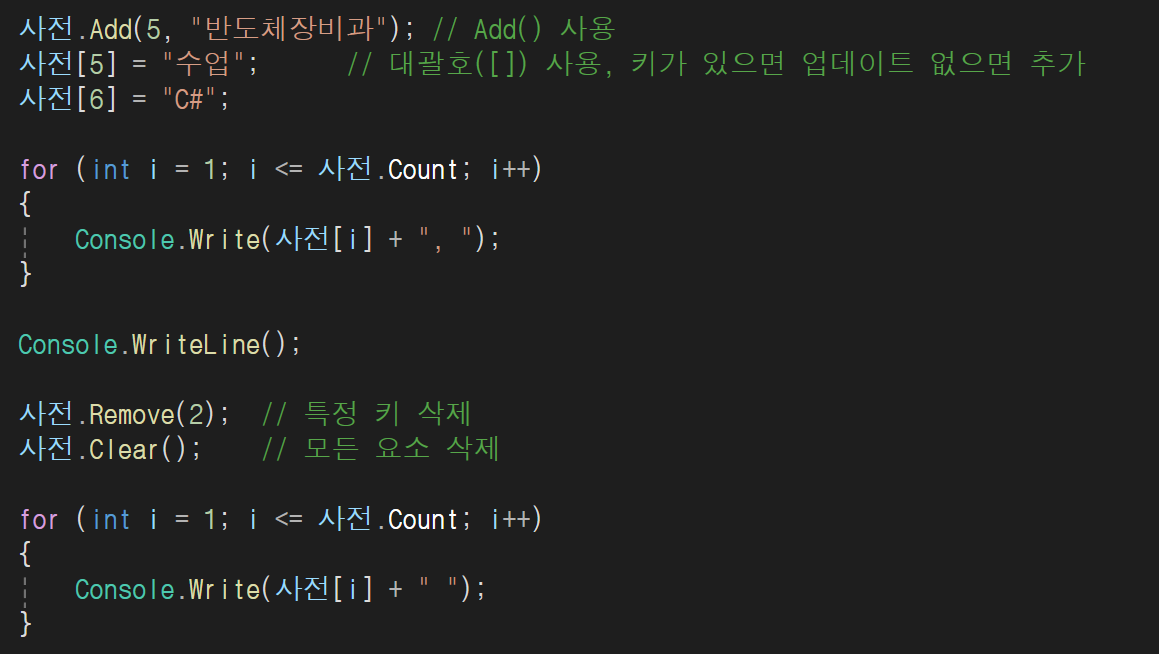 사전.Add(5, "반도체장비과"); // Add() 사용
사전[5] = "수업";      // 대괄호([]) 사용, 키가 있으면 업데이트 없으면 추가
사전[6] = "C#";
for (int i = 1; i <= 사전.Count; i++)
{
    Console.Write(사전[i] + ", ");
}
Console.WriteLine();
사전.Remove(2);  // 특정 키 삭제
사전.Clear();    // 모든 요소 삭제
for (int i = 1; i <= 사전.Count; i++)
{
    Console.Write(사전[i] + " ");
}